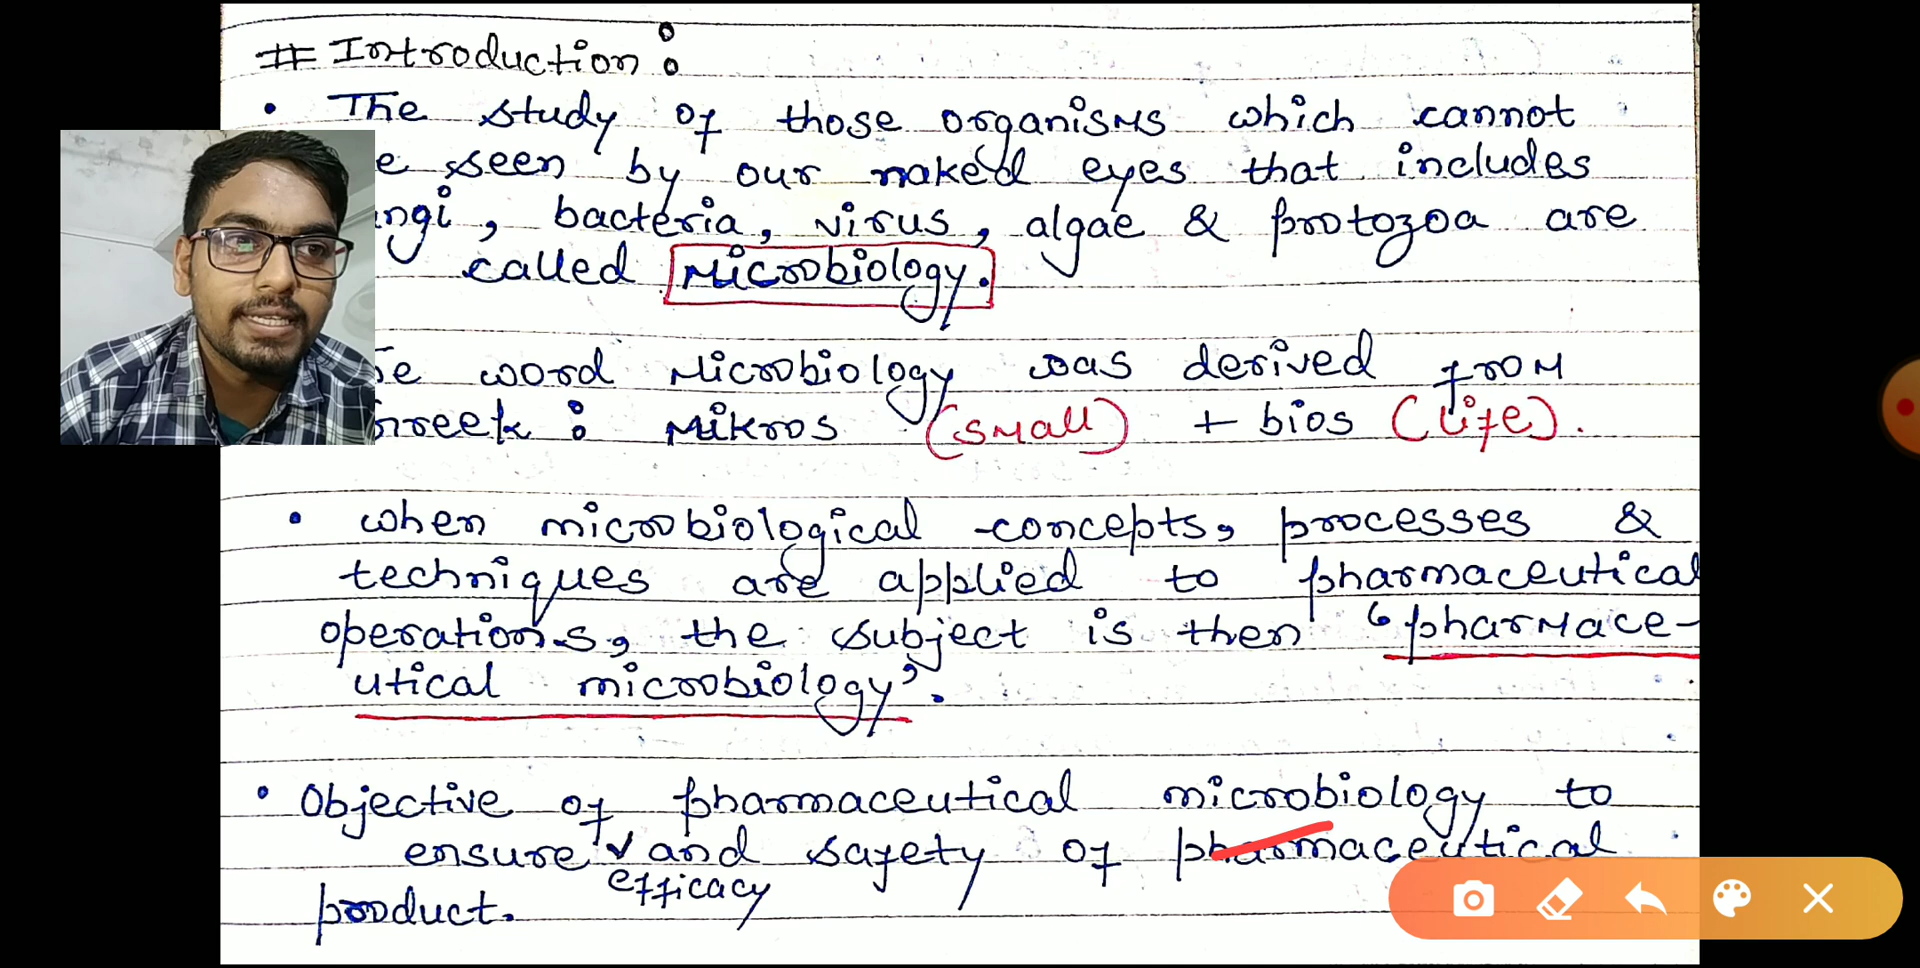 # Introduction :
• The study of those organisms which cannot
e seen by our naked eyes that includes
ngi, bacteria, virus, algae & protozoa are
called Microbiology.
e word Microbiology was derived from
reek : Mikros (small) + bios (life).
• when microbiological concepts, processes &
techniques are applied to pharmaceutical
operations, the subject is then ‘pharmace-
utical microbiology’.
• Objective of pharmaceutical microbiology to
ensure ✓ and safety of pharmaceutical
efficacy
product.